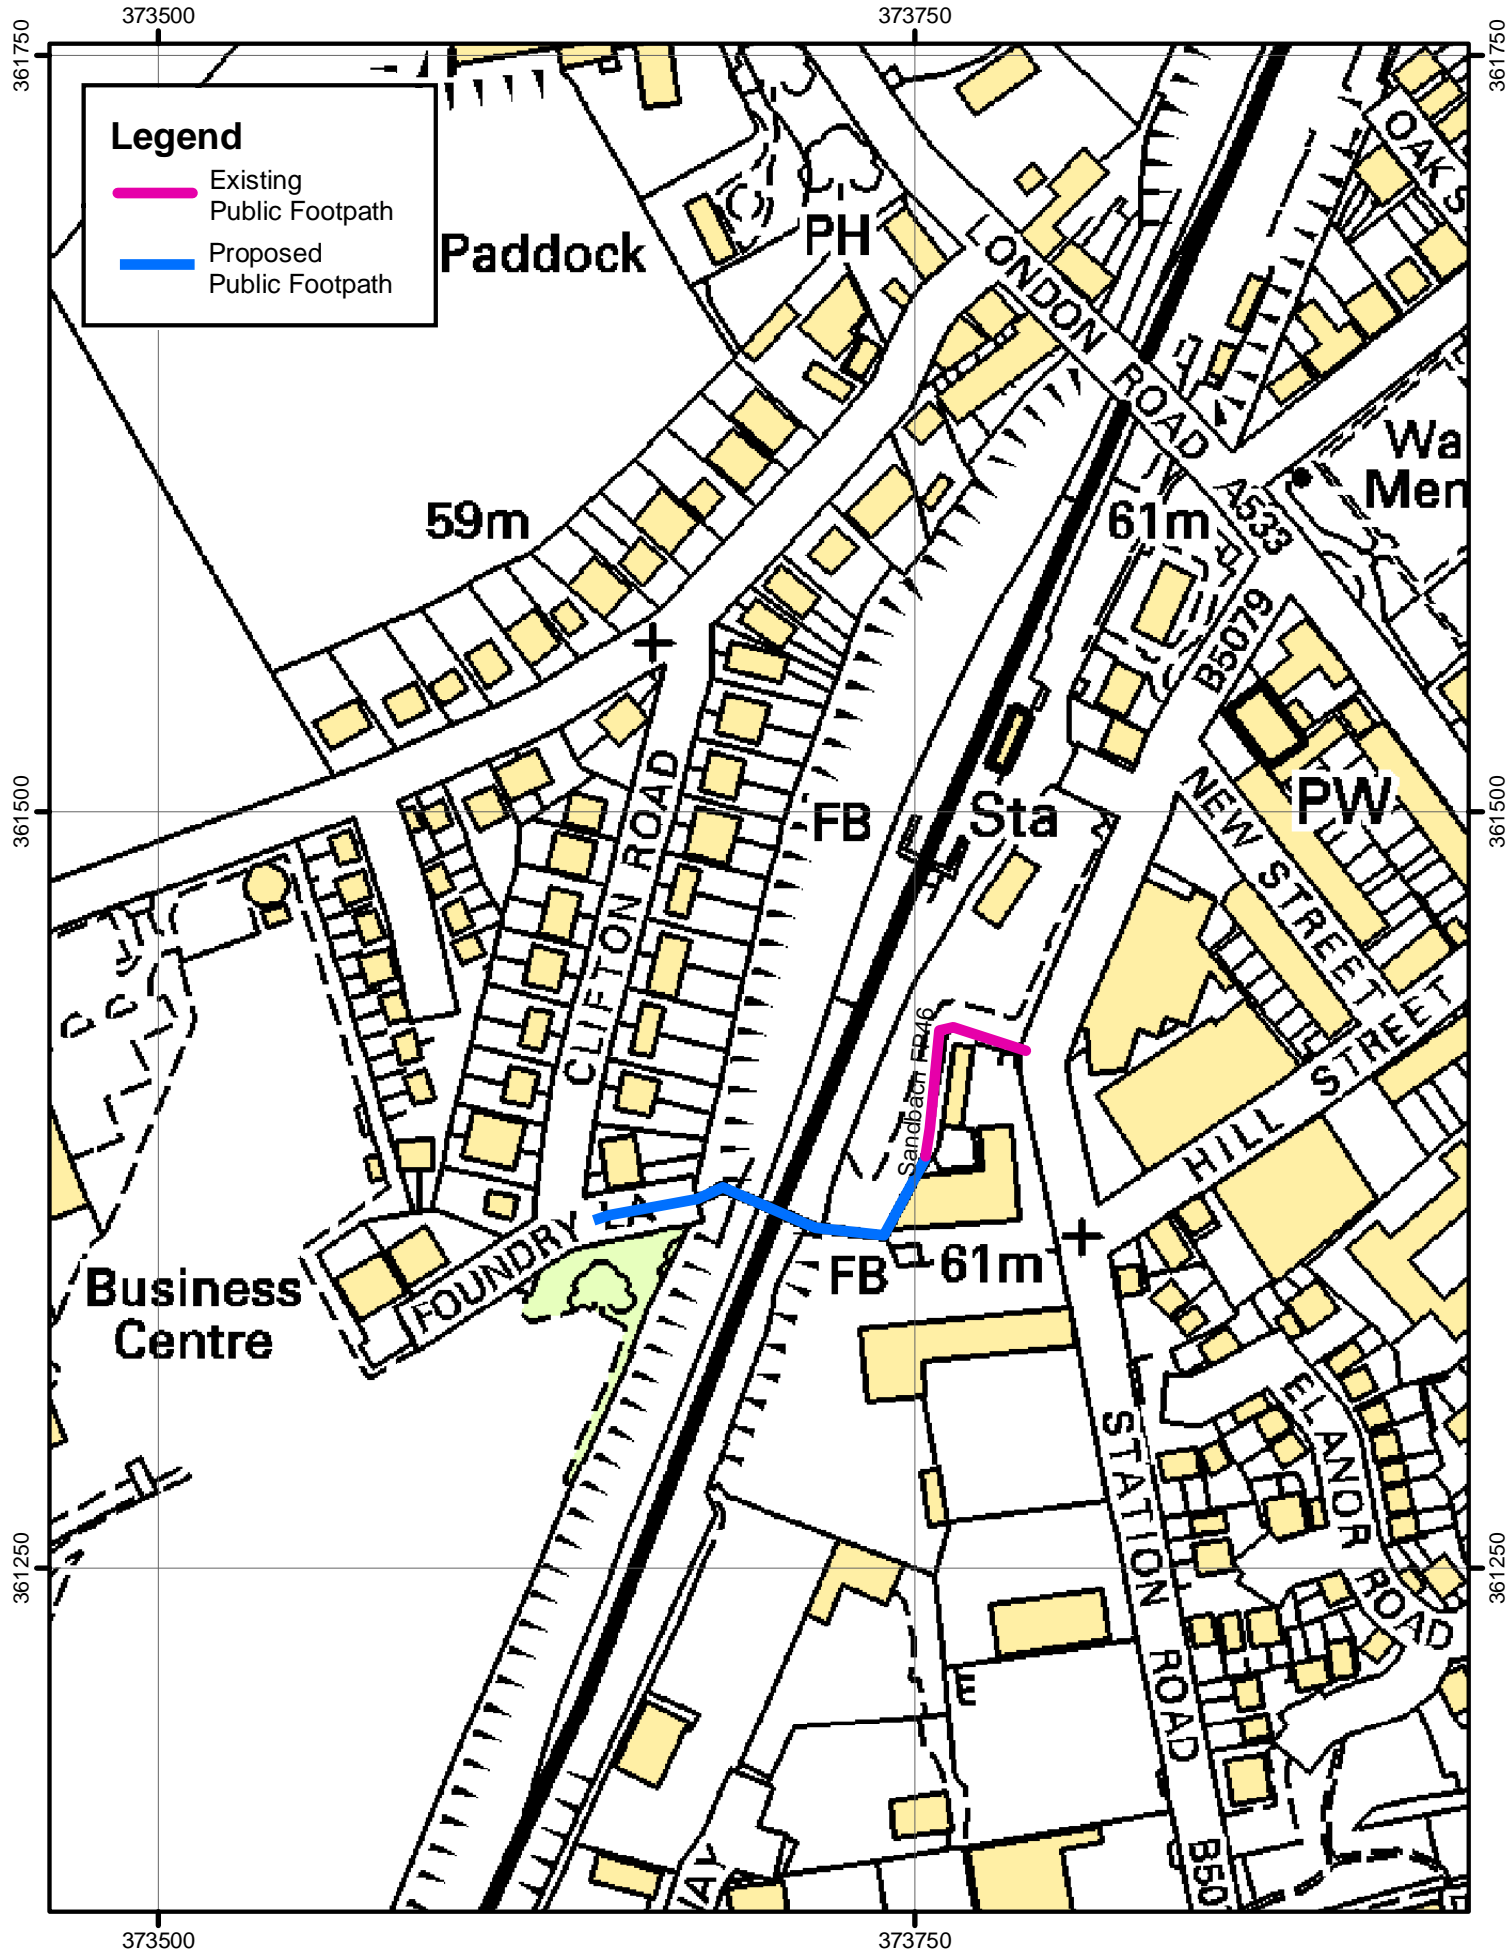 373500
373750
361750
361750
Legend
Existing
Public Footpath
Proposed
Public Footpath
OAK S
PH
Paddock
LONDON ROAD
Wa
Men
A533
59m
61m
B5079
CLIFTON ROAD
FB
Sta
NEW STREET
PW
361500
361500
Sandbach FP46
HILL STREET
FOUNDRY LA
FB
61m
Business
Centre
STATION ROAD
ELANOR ROAD
361250
361250
B50
WAY
373500
373750